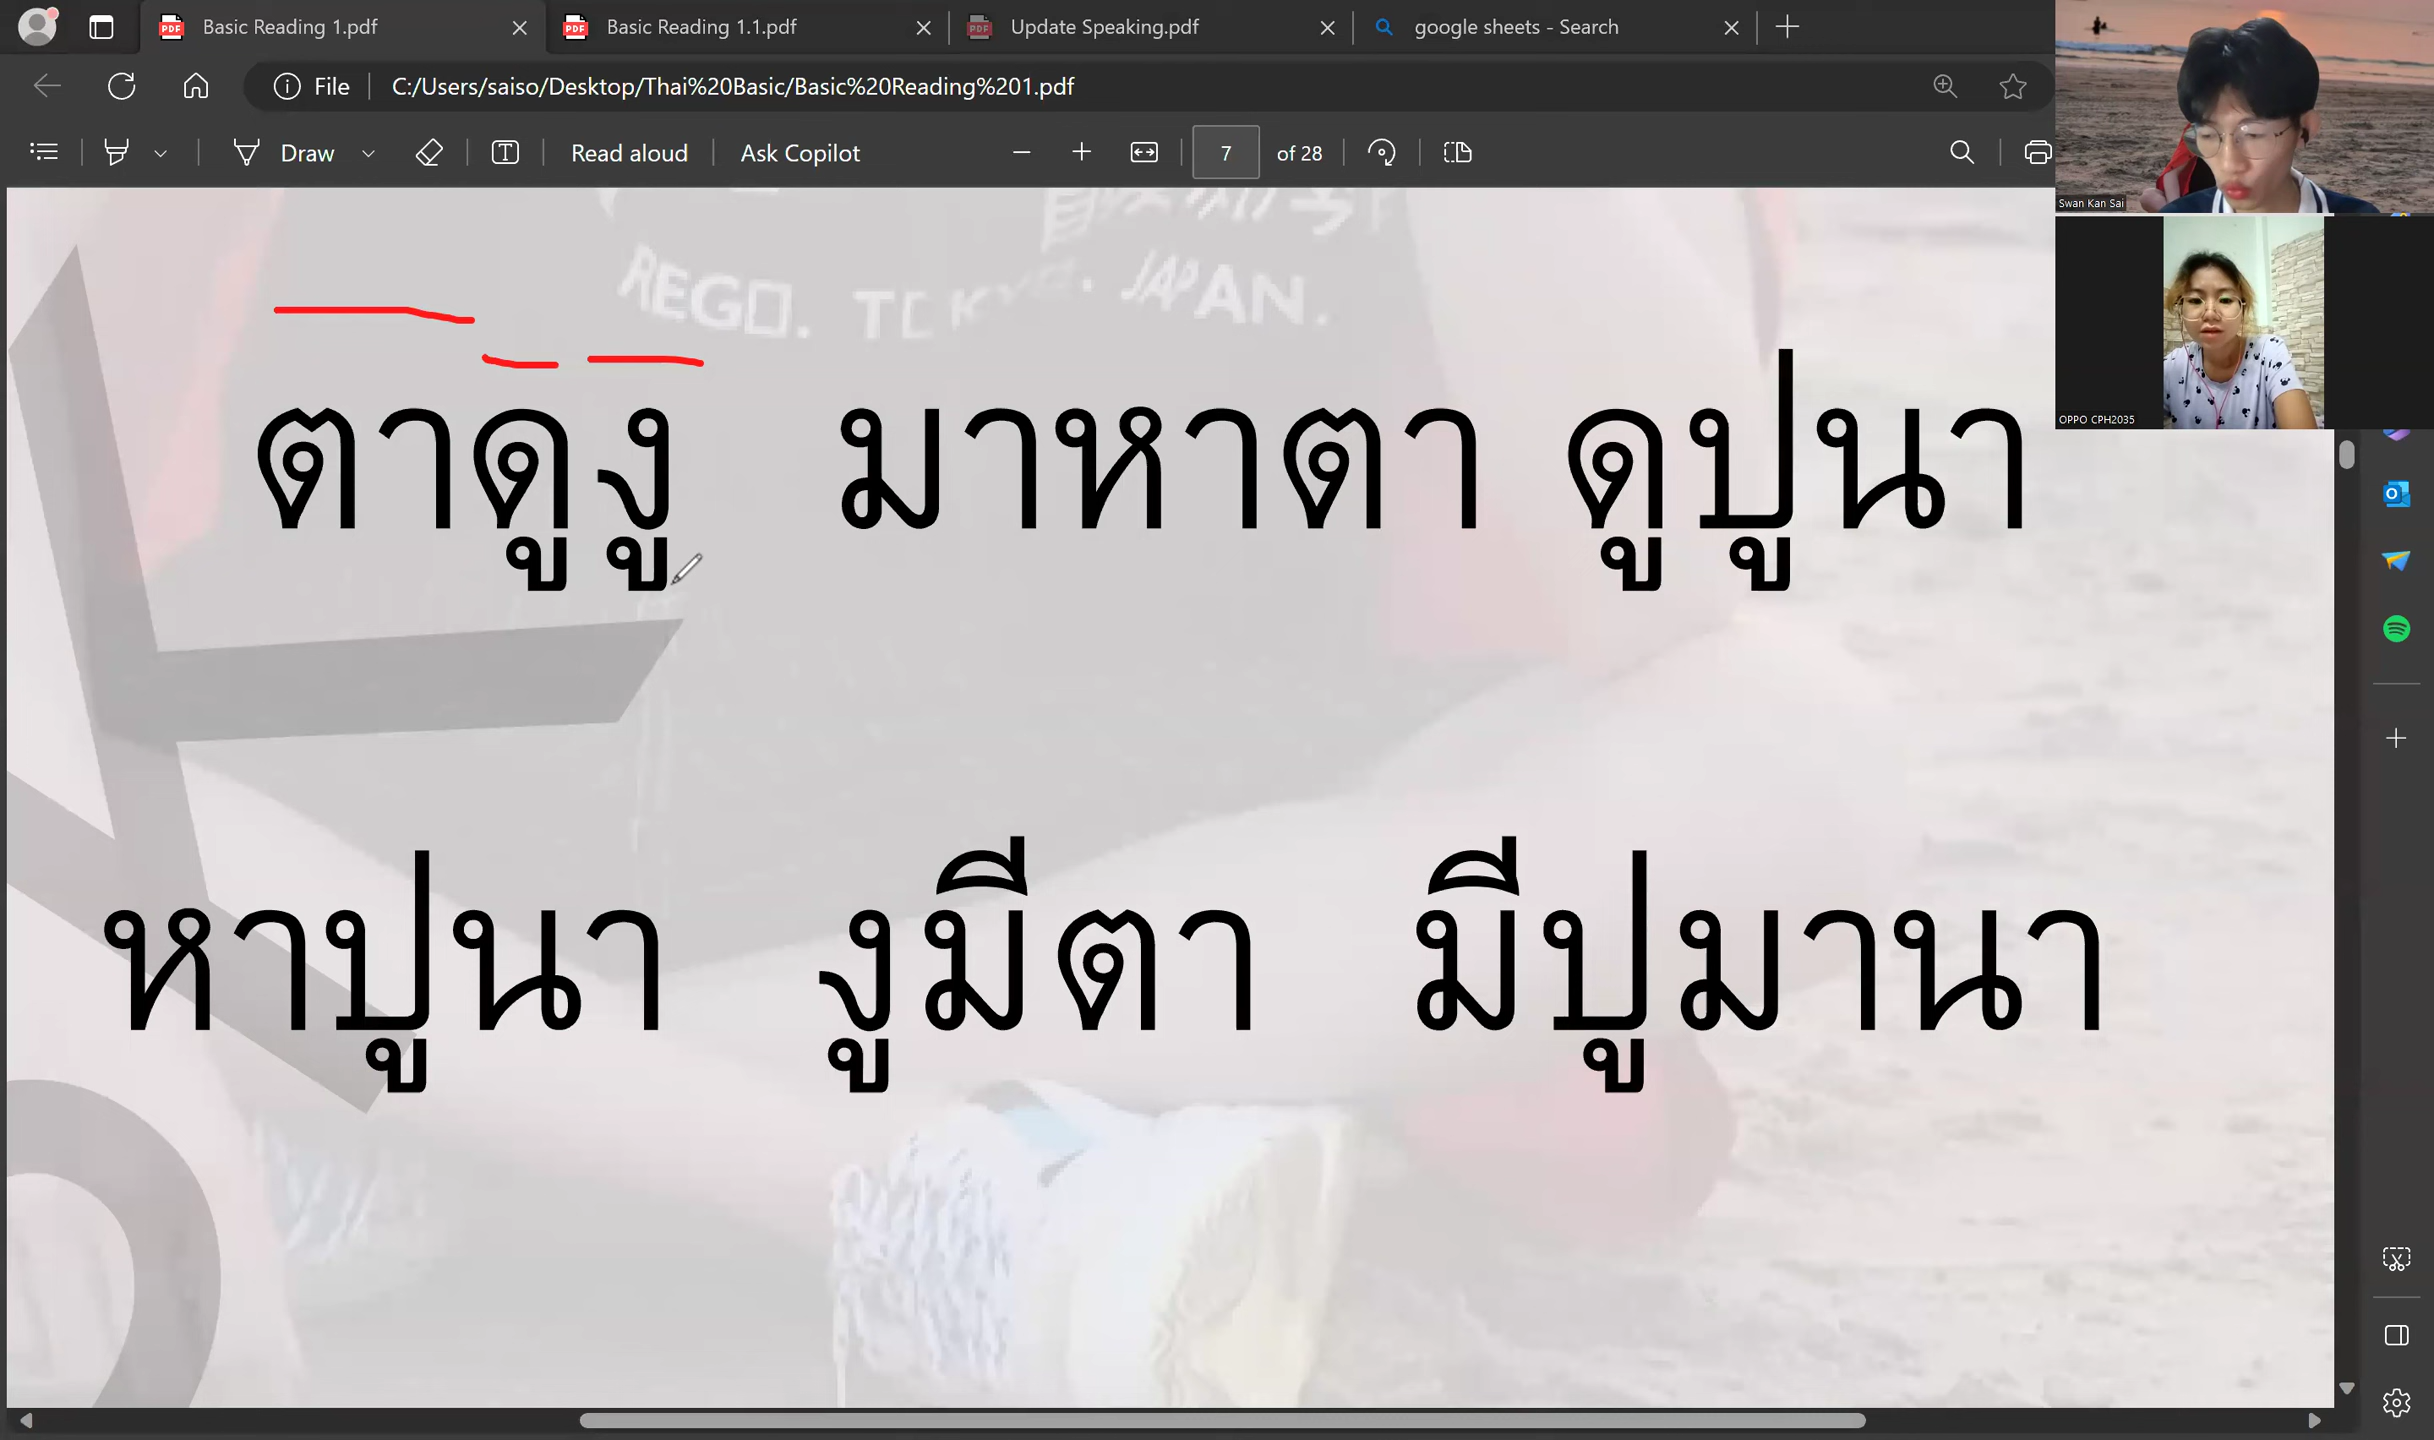 Basic Reading 1.pdf
Basic Reading 1.1.pdf
Update Speaking.pdf
google sheets - Search
File
C:/Users/saiso/Desktop/Thai%20Basic/Basic%20Reading%201.pdf
Draw
Read aloud
Ask Copilot
7 of 28
Swan Kan Sai
OPPO CPH2035
TOKYO. JAPAN.
ตาดูงู มาหาตา ดูปูนา
หาปูนา งูมีตา มีปูมานา